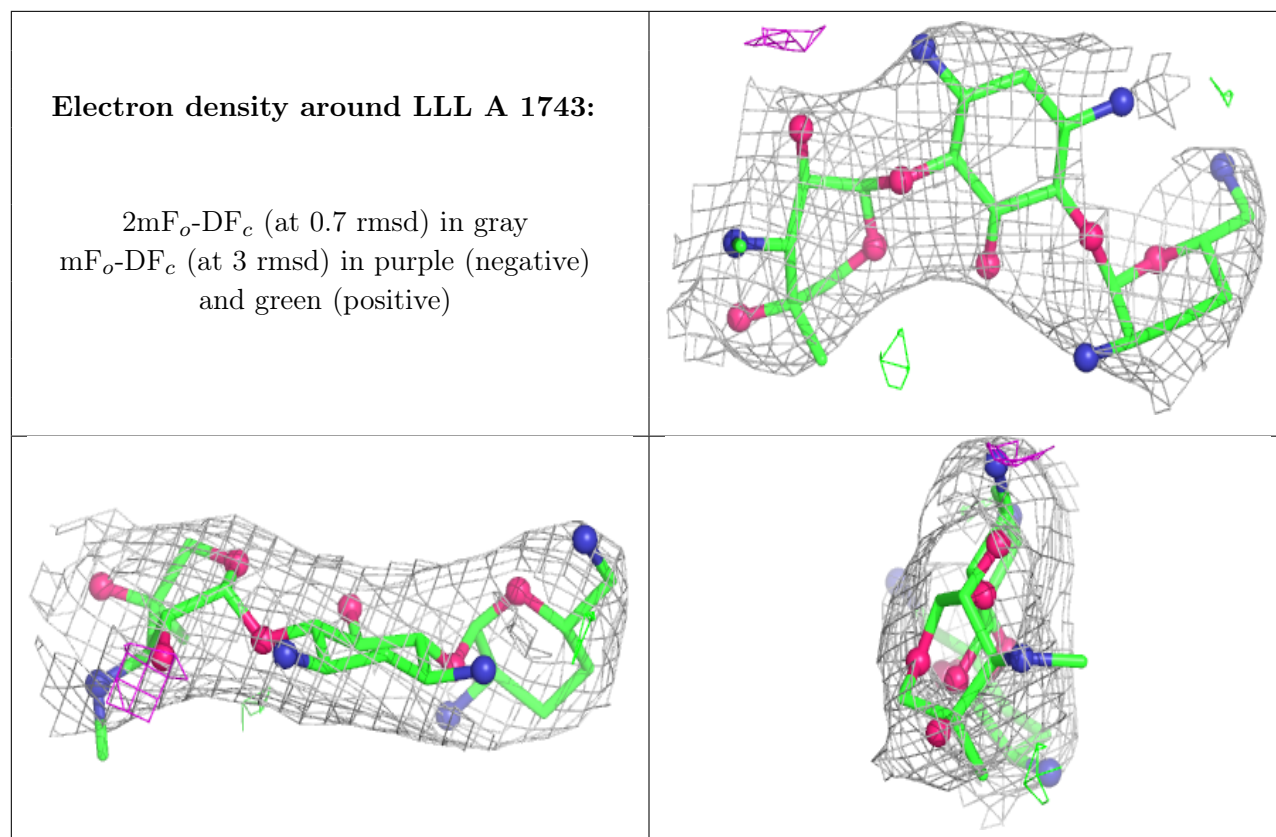 Electron density around LLL A 1743:
2mFₒ-DF𝒸 (at 0.7 rmsd) in gray
mFₒ-DF𝒸 (at 3 rmsd) in purple (negative)
and green (positive)